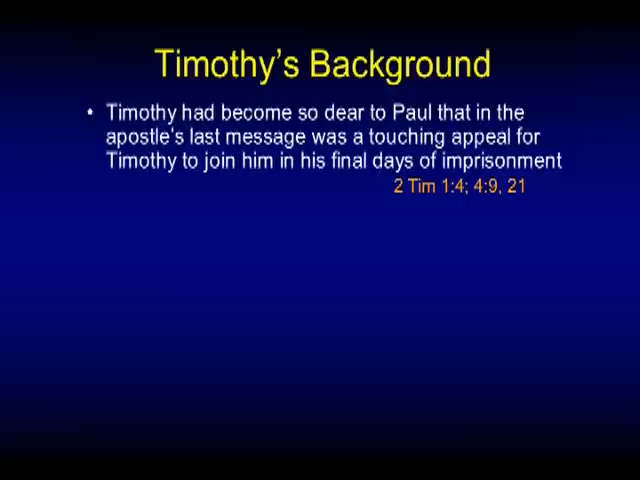 Timothy's Background
• Timothy had become so dear to Paul that in the
apostle's last message was a touching appeal for
Timothy to join him in his final days of imprisonment
2 Tim 1:4; 4:9, 21